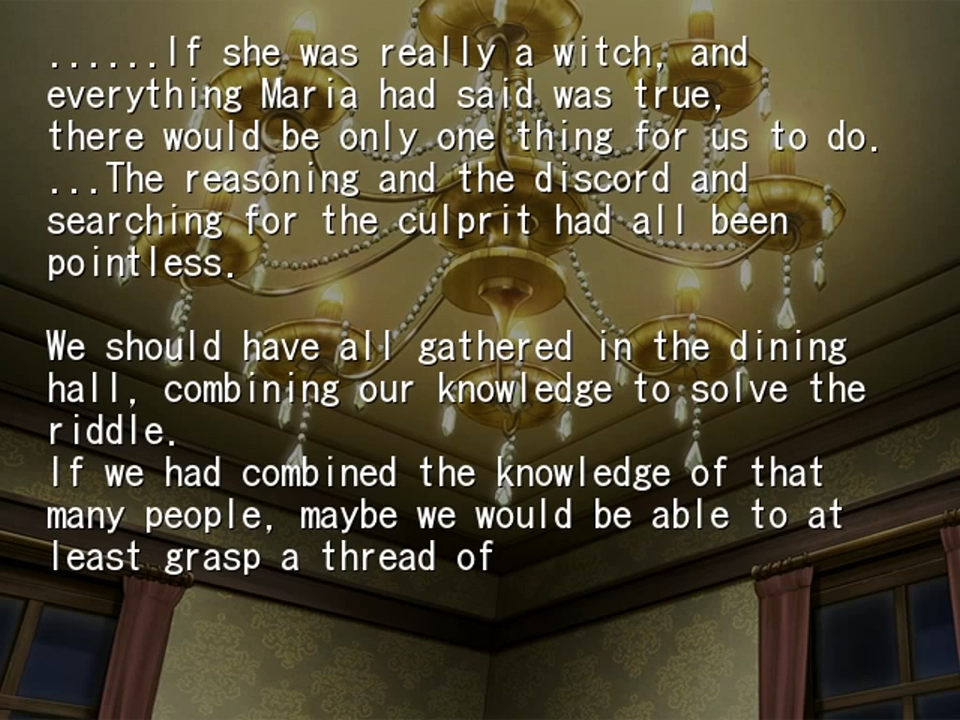 ......If she was really a witch, and
everything Maria had said was true,
there would be only one thing for us to do.
...The reasoning and the discord and
searching for the culprit had all been
pointless.
We should have all gathered in the dining
hall, combining our knowledge to solve the
riddle.
If we had combined the knowledge of that
many people, maybe we would be able to at
least grasp a thread of